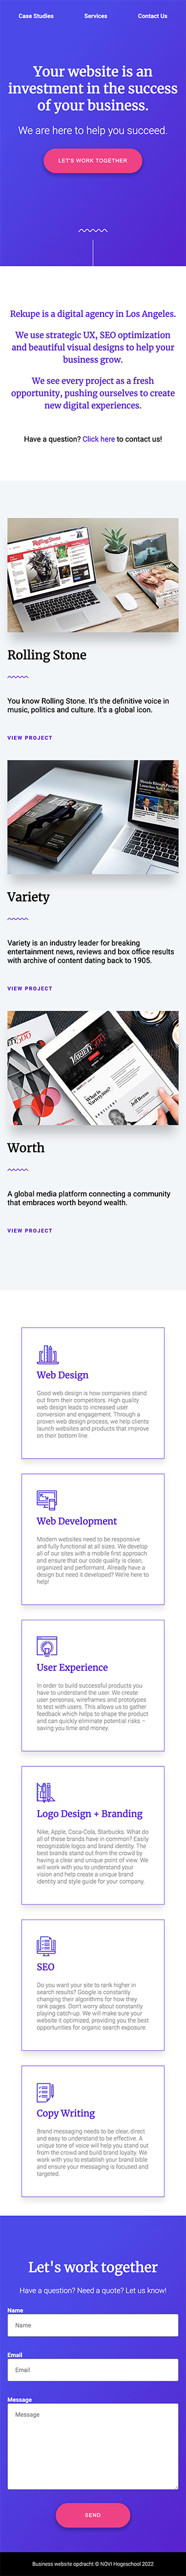 Case Studies Services Contact Us
Your website is an
investment in the success
of your business.
We are here to help you succeed.
LET'S WORK TOGETHER
Rekupe is a digital agency in Los Angeles.
We use strategic UX, SEO optimization
and beautiful visual designs to help your
business grow.
We see every project as a fresh
opportunity, pushing ourselves to create
new digital experiences.
Have a question? Click here to contact us!
Rolling Stone
Rolling Stone
You know Rolling Stone. It's the definitive voice in
music, politics and culture. It's a global icon.
VIEW PROJECT
Variety
Variety is an industry leader for breaking
entertainment news, reviews and box office results
with archive of content dating back to 1905.
VIEW PROJECT
Worth
A global media platform connecting a community
that embraces worth beyond wealth.
VIEW PROJECT
Web Design
Good web design is how companies stand
out from their competitors. High quality
web design leads to increased user
conversion and engagement. Through a
proven web design process, we help clients
launch websites and products that improve
on their bottom line.
Web Development
Modern websites need to be responsive
and fully functional at all sizes. We develop
all of our sites with a mobile first approach
and ensure that our code quality is clean,
organized and performant. Already have a
design but need it developed? We're here to
help!
User Experience
In order to build successful products you
have to understand the user. We create
user personas, wireframes and prototypes
to test with users. This allows us to gather
feedback which helps to shape the product
and can quickly eliminate potential risks –
saving you time and money.
Logo Design + Branding
Nike, Apple, Coca-Cola, Starbucks. What do
all of these brands have in common? Easily
recognizable logos and brand identity. The
best brands stand out from the crowd by
having a clear and unique point of view. We
will work with you to understand your
vision and help create a unique brand
identity and style guide for your company.
SEO
Do you want your site to rank higher in
search results? Google is constantly
changing their algorithms for how they
rank pages. Don't worry about constantly
playing catch-up. We will make sure your
website it optimized, providing you the best
opportunities for organic search exposure.
Copy Writing
Brand messaging needs to be clear, direct
and easy to understand to be effective. A
unique tone of voice will help you stand out
from the crowd and build brand loyalty. We
work with you to establish your brand bible
and ensure your messaging is focused and
targeted.
Let's work together
Have a question? Need a quote? Let us know!
Name
Name
Email
Email
Message
Message
SEND
Business website opdracht © NOVI Hogeschool 2022